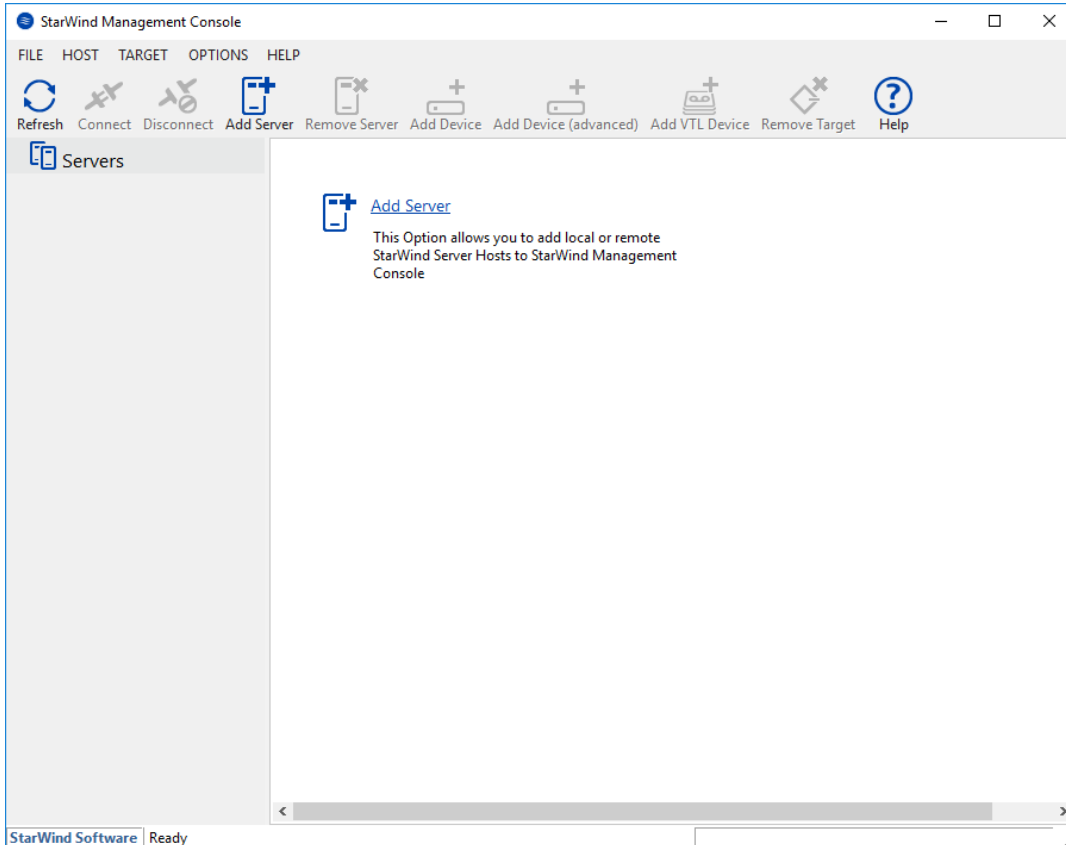 StarWind Management Console
FILE HOST TARGET OPTIONS HELP
Refresh Connect Disconnect Add Server Remove Server Add Device Add Device (advanced) Add VTL Device Remove Target Help
Servers
Add Server
This Option allows you to add local or remote
StarWind Server Hosts to StarWind Management
Console
StarWind Software Ready